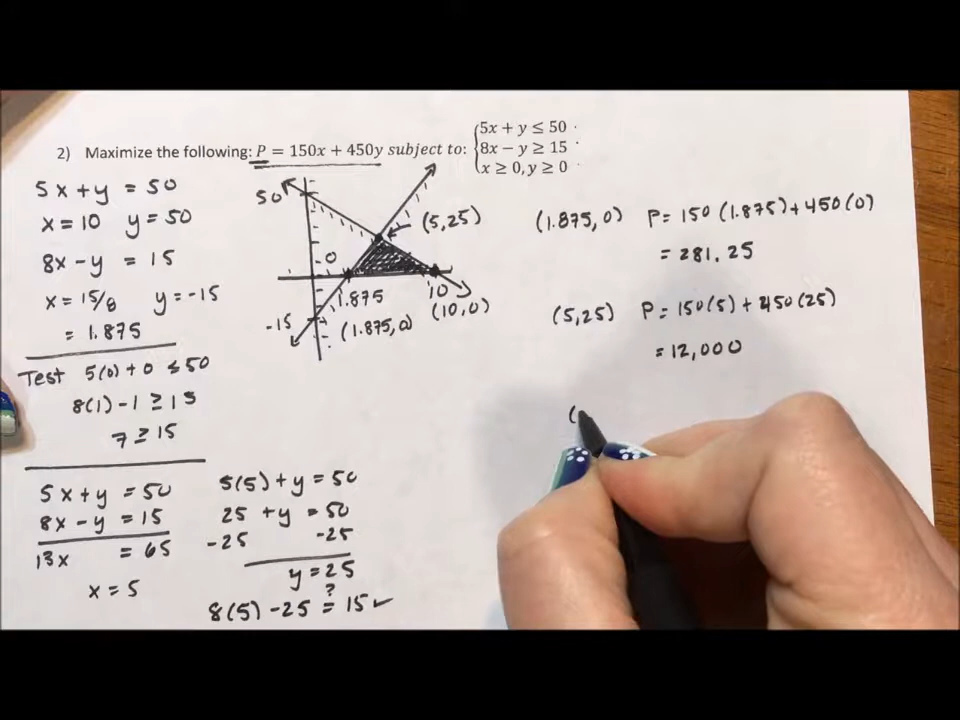 2) Maximize the following: P = 150x + 450y subject to: {5x + y ≤ 50
8x − y ≥ 15
x ≥ 0, y ≥ 0
5x + y = 50
x = 10 y = 50
8x - y = 15
x = 15/8 y = -15
= 1.875
Test 5(0) + 0 ≤ 50
8(1) - 1 ≥ 15
7 ≥ 15
5x + y = 50
8x - y = 15
13x = 65
x = 5
5(5) + y = 50
25 + y = 50
-25 -25
y = 25
?
8(5) - 25 = 15 ✓
50
(5,25)
0
1.875
10
(10,0)
-15
(1.875,0)
(1.875,0) P = 150(1.875) + 450(0)
= 281.25
(5,25) P = 150(5) + 450(25)
= 12,000
(